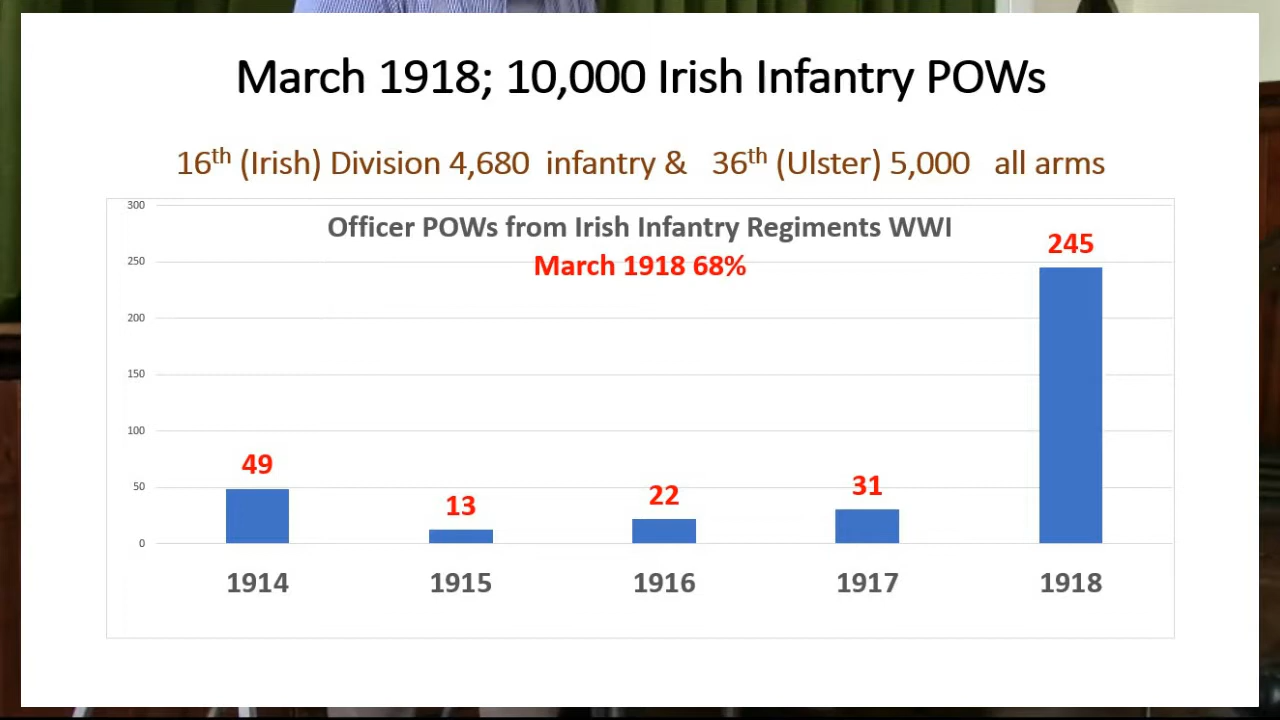 March 1918; 10,000 Irish Infantry POWs
16th (Irish) Division 4,680 infantry & 36th (Ulster) 5,000 all arms
Officer POWs from Irish Infantry Regiments WWI
March 1918 68%
300
250
200
150
100
50
0
49
13
22
31
245
1914 1915 1916 1917 1918